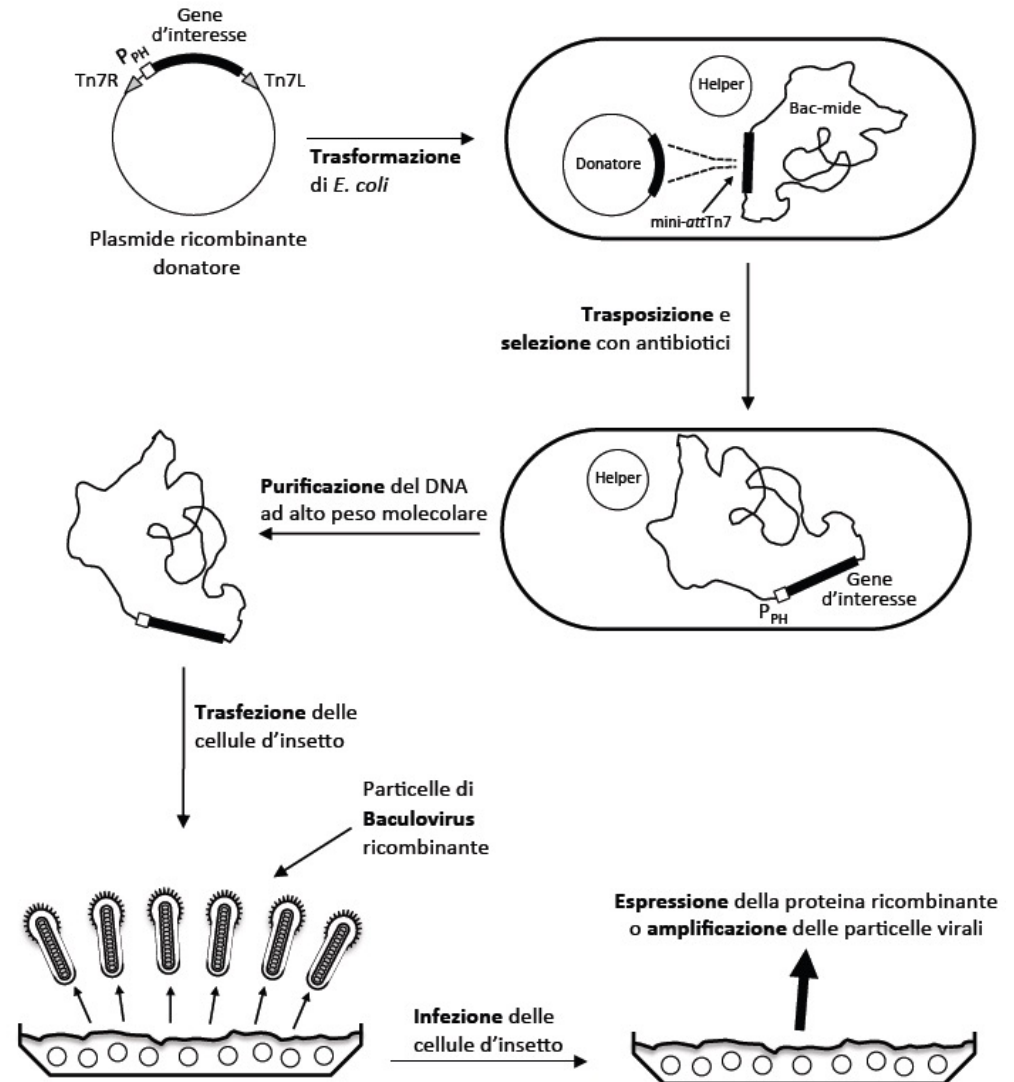 Gene
d’interesse
P PH
Tn7R
Tn7L
Trasformazione
di E. coli
Plasmide ricombinante
donatore
Helper
Bac-mide
Donatore
mini-attTn7
Trasposizione e
selezione con antibiotici
Purificazione del DNA
ad alto peso molecolare
Helper
Gene
d’interesse
P PH
Trasfezione delle
cellule d’insetto
Particelle di
Baculovirus
ricombinante
Espressione della proteina ricombinante
o amplificazione delle particelle virali
Infezione delle
cellule d’insetto